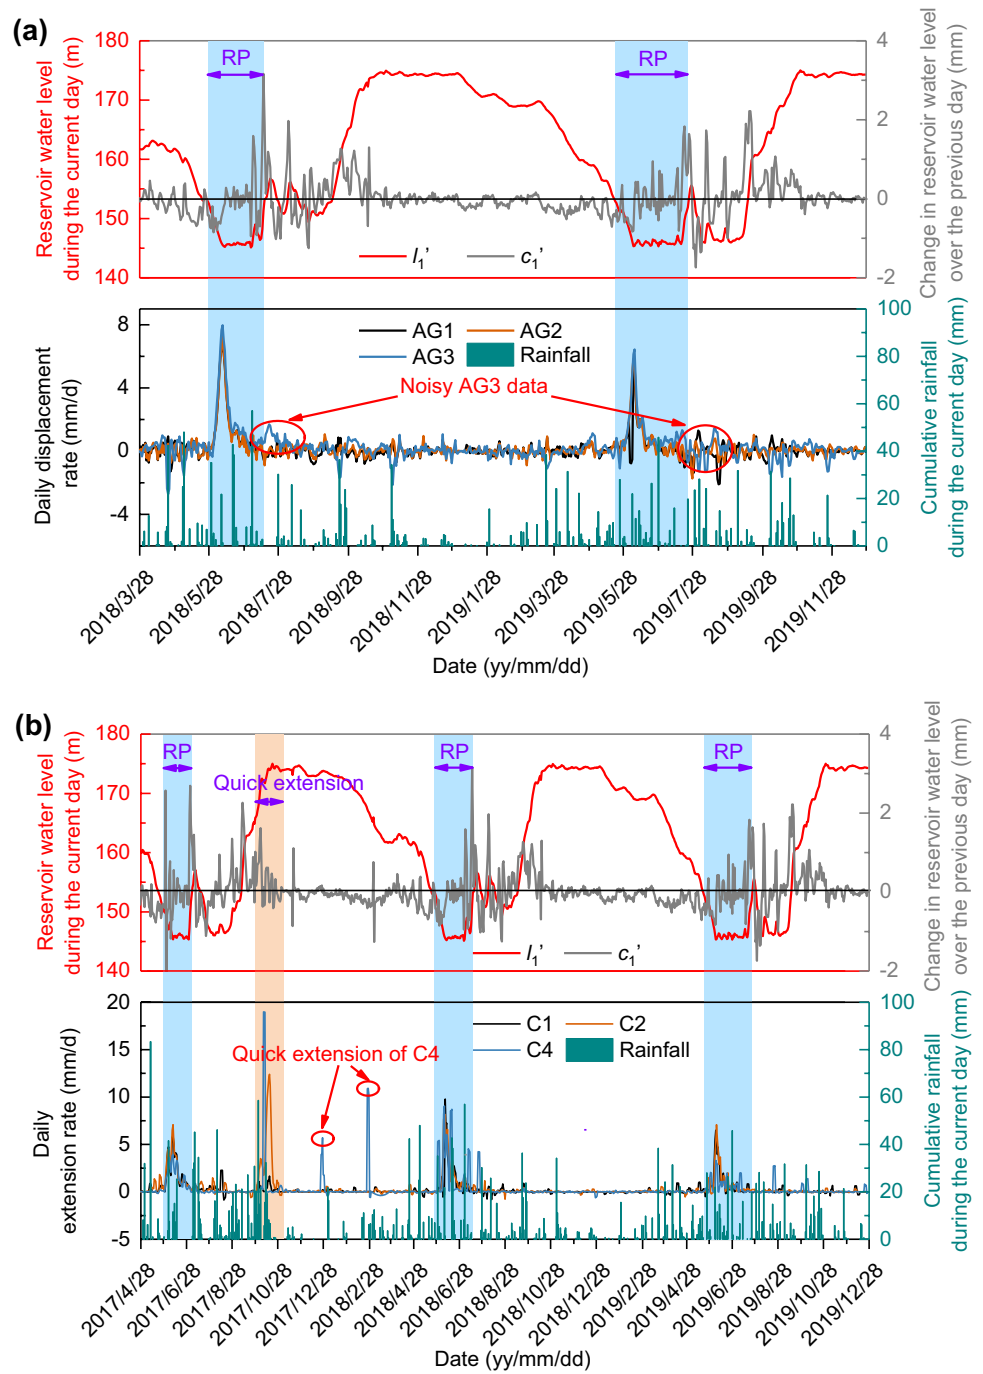 (a)
Reservoir water level
during the current day (m)
180
170
160
150
140
RP
RP
l₁'
c₁'
4
2
0
-2
Change in reservoir water level
over the previous day (mm)
Daily displacement
rate (mm/d)
8
4
0
-4
AG1
AG2
AG3
Rainfall
Noisy AG3 data
100
80
60
40
20
0
Cumulative rainfall
during the current day (mm)
2018/3/28
2018/5/28
2018/7/28
2018/9/28
2018/11/28
2019/1/28
2019/3/28
2019/5/28
2019/7/28
2019/9/28
2019/11/28
Date (yy/mm/dd)
(b)
Reservoir water level
during the current day (m)
180
170
160
150
140
RP
Quick extension
RP
RP
l₁'
c₁'
4
2
0
-2
Change in reservoir water level
over the previous day (mm)
Daily
extension rate (mm/d)
20
15
10
5
0
-5
C1
C2
C4
Rainfall
Quick extension of C4
100
80
60
40
20
0
Cumulative rainfall
during the current day (mm)
2017/4/28
2017/6/28
2017/8/28
2017/10/28
2017/12/28
2018/2/28
2018/4/28
2018/6/28
2018/8/28
2018/10/28
2018/12/28
2019/2/28
2019/4/28
2019/6/28
2019/8/28
2019/10/28
2019/12/28
Date (yy/mm/dd)